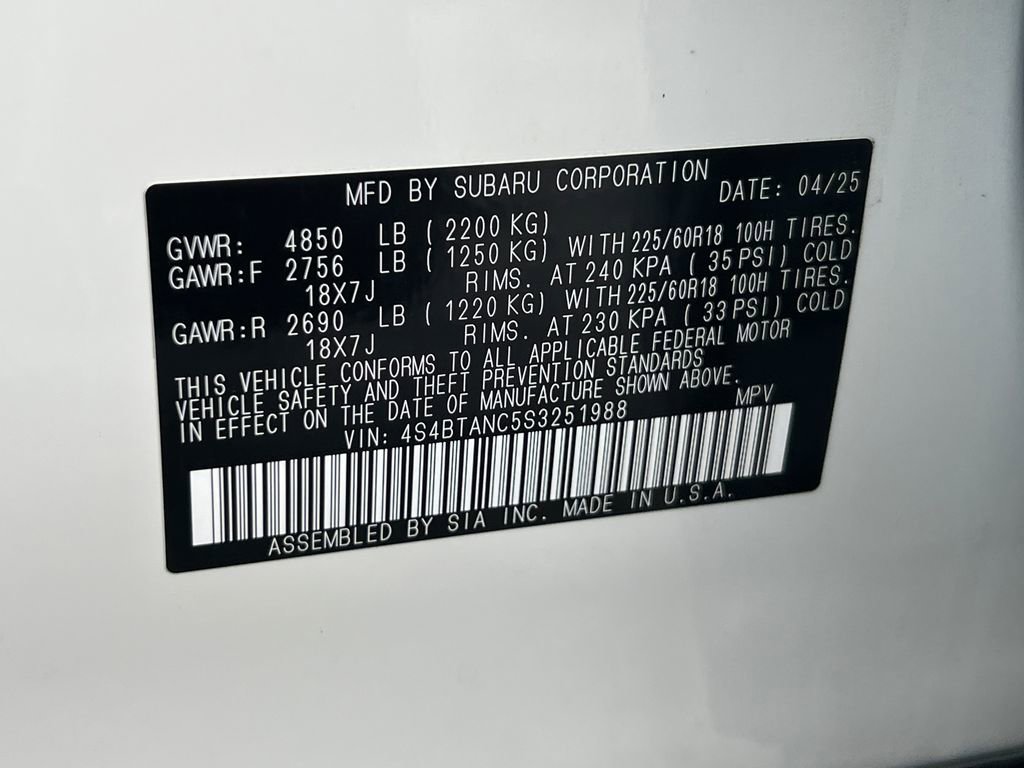 MFD BY SUBARU CORPORATION DATE: 04/25
GVWR: 4850 LB ( 2200 KG)
GAWR:F 2756 LB ( 1250 KG) WITH 225/60R18 100H TIRES.
18X7J RIMS. AT 240 KPA ( 35 PSI) COLD
GAWR:R 2690 LB ( 1220 KG) WITH 225/60R18 100H TIRES.
18X7J RIMS. AT 230 KPA ( 33 PSI) COLD
THIS VEHICLE CONFORMS TO ALL APPLICABLE FEDERAL MOTOR
VEHICLE SAFETY AND THEFT PREVENTION STANDARDS
IN EFFECT ON THE DATE OF MANUFACTURE SHOWN ABOVE.
VIN: 4S4BTANC5S3251988 MPV
ASSEMBLED BY SIA INC. MADE IN U.S.A.